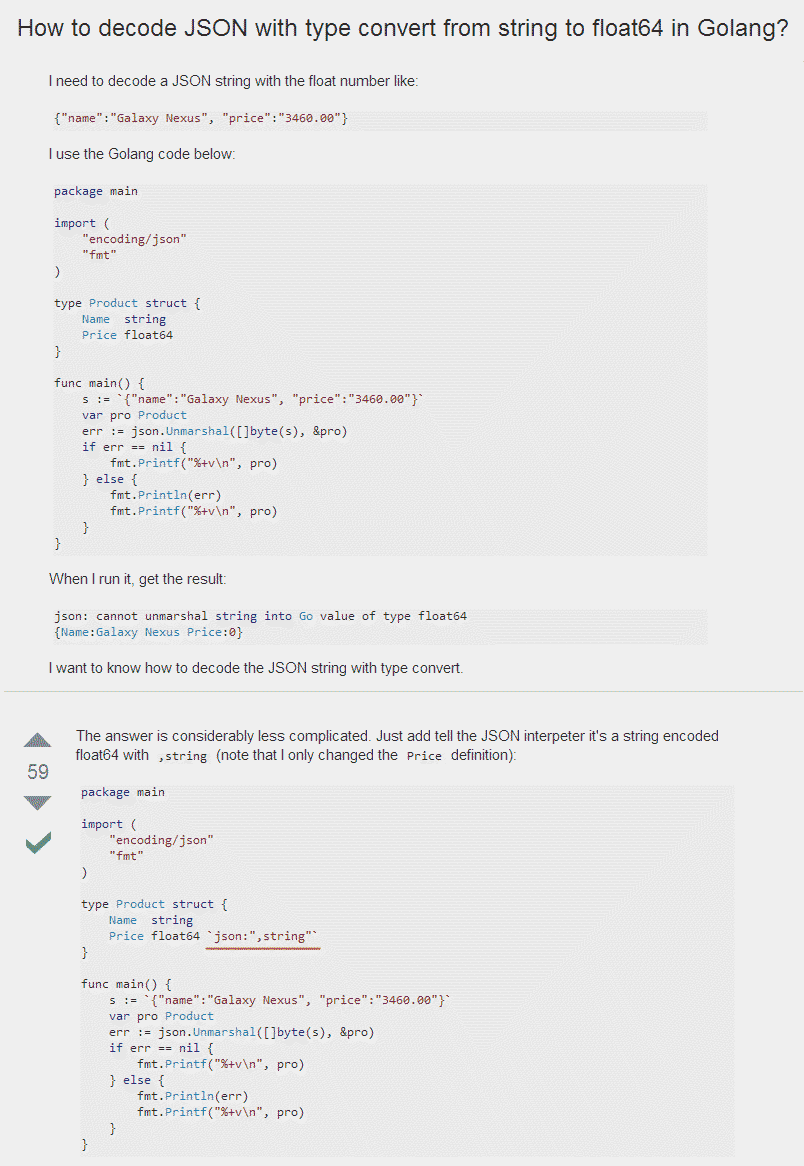 How to decode JSON with type convert from string to float64 in Golang?
I need to decode a JSON string with the float number like:
{"name":"Galaxy Nexus", "price":"3460.00"}
I use the Golang code below:
package main
import (
    "encoding/json"
    "fmt"
)
type Product struct {
    Name  string
    Price float64
}
func main() {
    s := `{"name":"Galaxy Nexus", "price":"3460.00"}`
    var pro Product
    err := json.Unmarshal([]byte(s), &pro)
    if err == nil {
        fmt.Printf("%+v\n", pro)
    } else {
        fmt.Println(err)
        fmt.Printf("%+v\n", pro)
    }
}
When I run it, get the result:
json: cannot unmarshal string into Go value of type float64
{Name:Galaxy Nexus Price:0}
I want to know how to decode the JSON string with type convert.
The answer is considerably less complicated. Just add tell the JSON interpeter it's a string encoded
float64 with ,string (note that I only changed the Price definition):
59
package main
import (
    "encoding/json"
    "fmt"
)
type Product struct {
    Name  string
    Price float64 `json:",string"`
}
func main() {
    s := `{"name":"Galaxy Nexus", "price":"3460.00"}`
    var pro Product
    err := json.Unmarshal([]byte(s), &pro)
    if err == nil {
        fmt.Printf("%+v\n", pro)
    } else {
        fmt.Println(err)
        fmt.Printf("%+v\n", pro)
    }
}